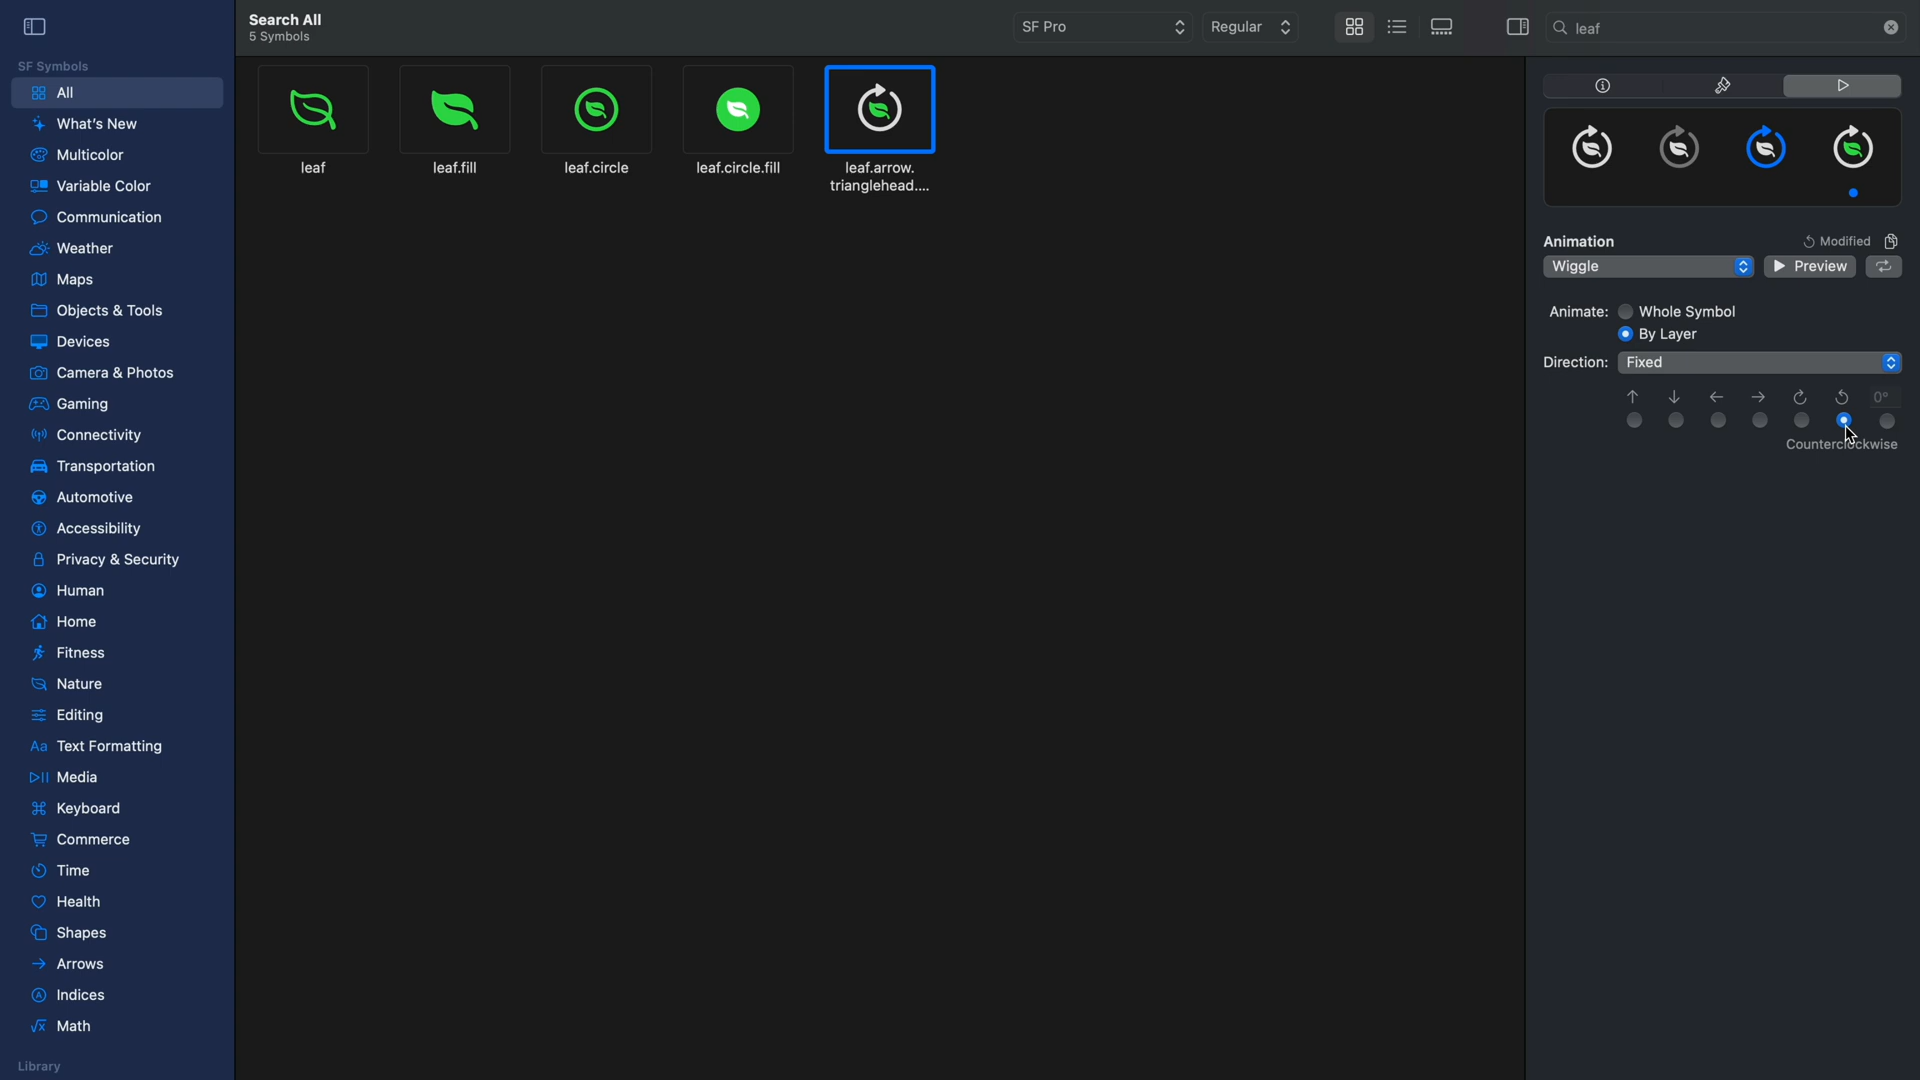 Search All
5 Symbols
SF Pro
Regular
leaf
SF Symbols
All
What's New
Multicolor
Variable Color
Communication
Weather
Maps
Objects & Tools
Devices
Camera & Photos
Gaming
Connectivity
Transportation
Automotive
Accessibility
Privacy & Security
Human
Home
Fitness
Nature
Editing
Aa Text Formatting
Media
Keyboard
Commerce
Time
Health
Shapes
Arrows
Indices
Math
Library
leaf
leaf.fill
leaf.circle
leaf.circle.fill
leaf.arrow.
trianglehead....
Animation
Modified
Wiggle
Preview
Animate:
Whole Symbol
By Layer
Direction:
Fixed
0°
Counterclockwise